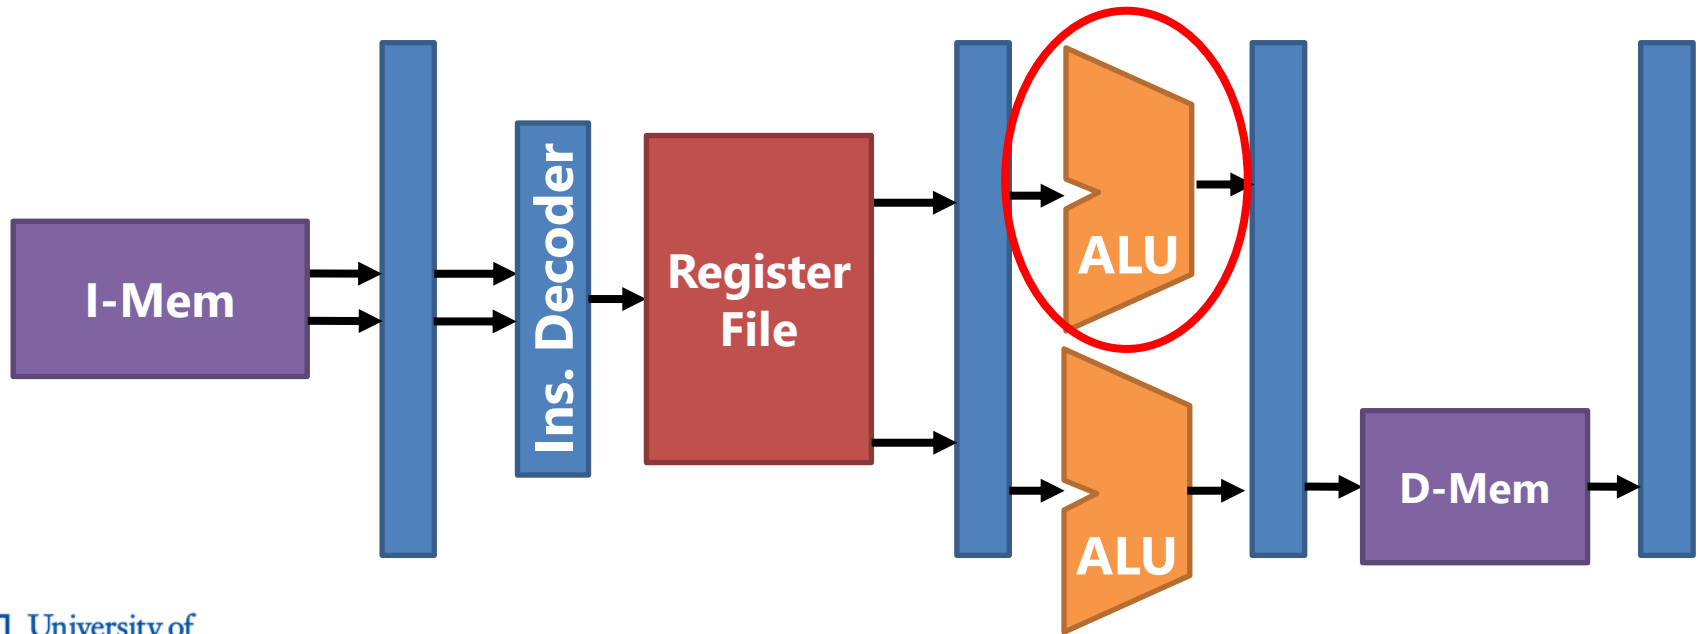 I-Mem
Ins. Decoder
Register
File
ALU
ALU
D-Mem
University of